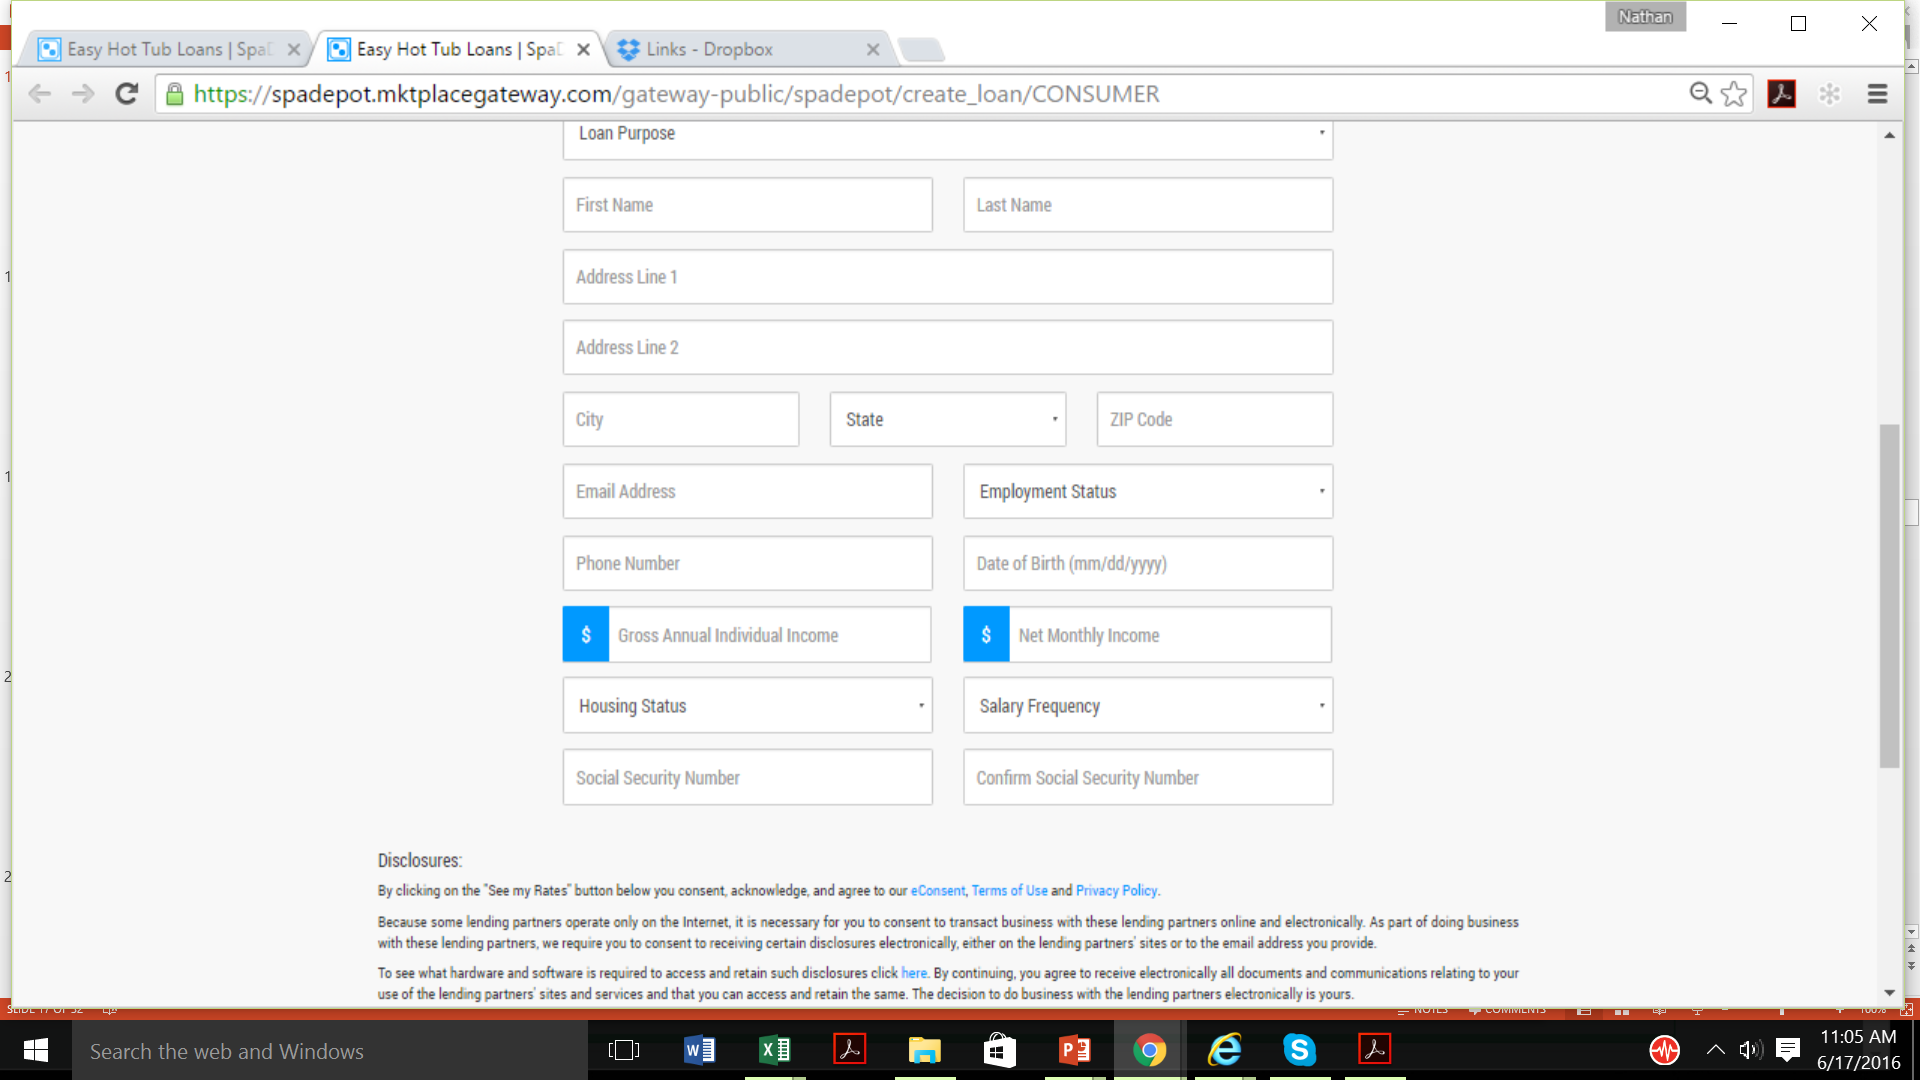 Nathan
Easy Hot Tub Loans | Spa
Easy Hot Tub Loans | Spa
Links - Dropbox
https://spadepot.mktplacegateway.com/gateway-public/spadepot/create_loan/CONSUMER
Loan Purpose
First Name
Last Name
Address Line 1
Address Line 2
City
State
ZIP Code
Email Address
Employment Status
Phone Number
Date of Birth (mm/dd/yyyy)
$ Gross Annual Individual Income
$ Net Monthly Income
Housing Status
Salary Frequency
Social Security Number
Confirm Social Security Number
Disclosures:
By clicking on the "See my Rates" button below you consent, acknowledge, and agree to our eConsent, Terms of Use and Privacy Policy.
Because some lending partners operate only on the Internet, it is necessary for you to consent to transact business with these lending partners online and electronically. As part of doing business
with these lending partners, we require you to consent to receiving certain disclosures electronically, either on the lending partners' sites or to the email address you provide.
To see what hardware and software is required to access and retain such disclosures click here. By continuing, you agree to receive electronically all documents and communications relating to your
use of the lending partners' sites and services and that you can access and retain the same. The decision to do business with the lending partners electronically is yours.
SLIDE 17 OF 32
NOTES
COMMENTS
100%
Search the web and Windows
11:05 AM
6/17/2016